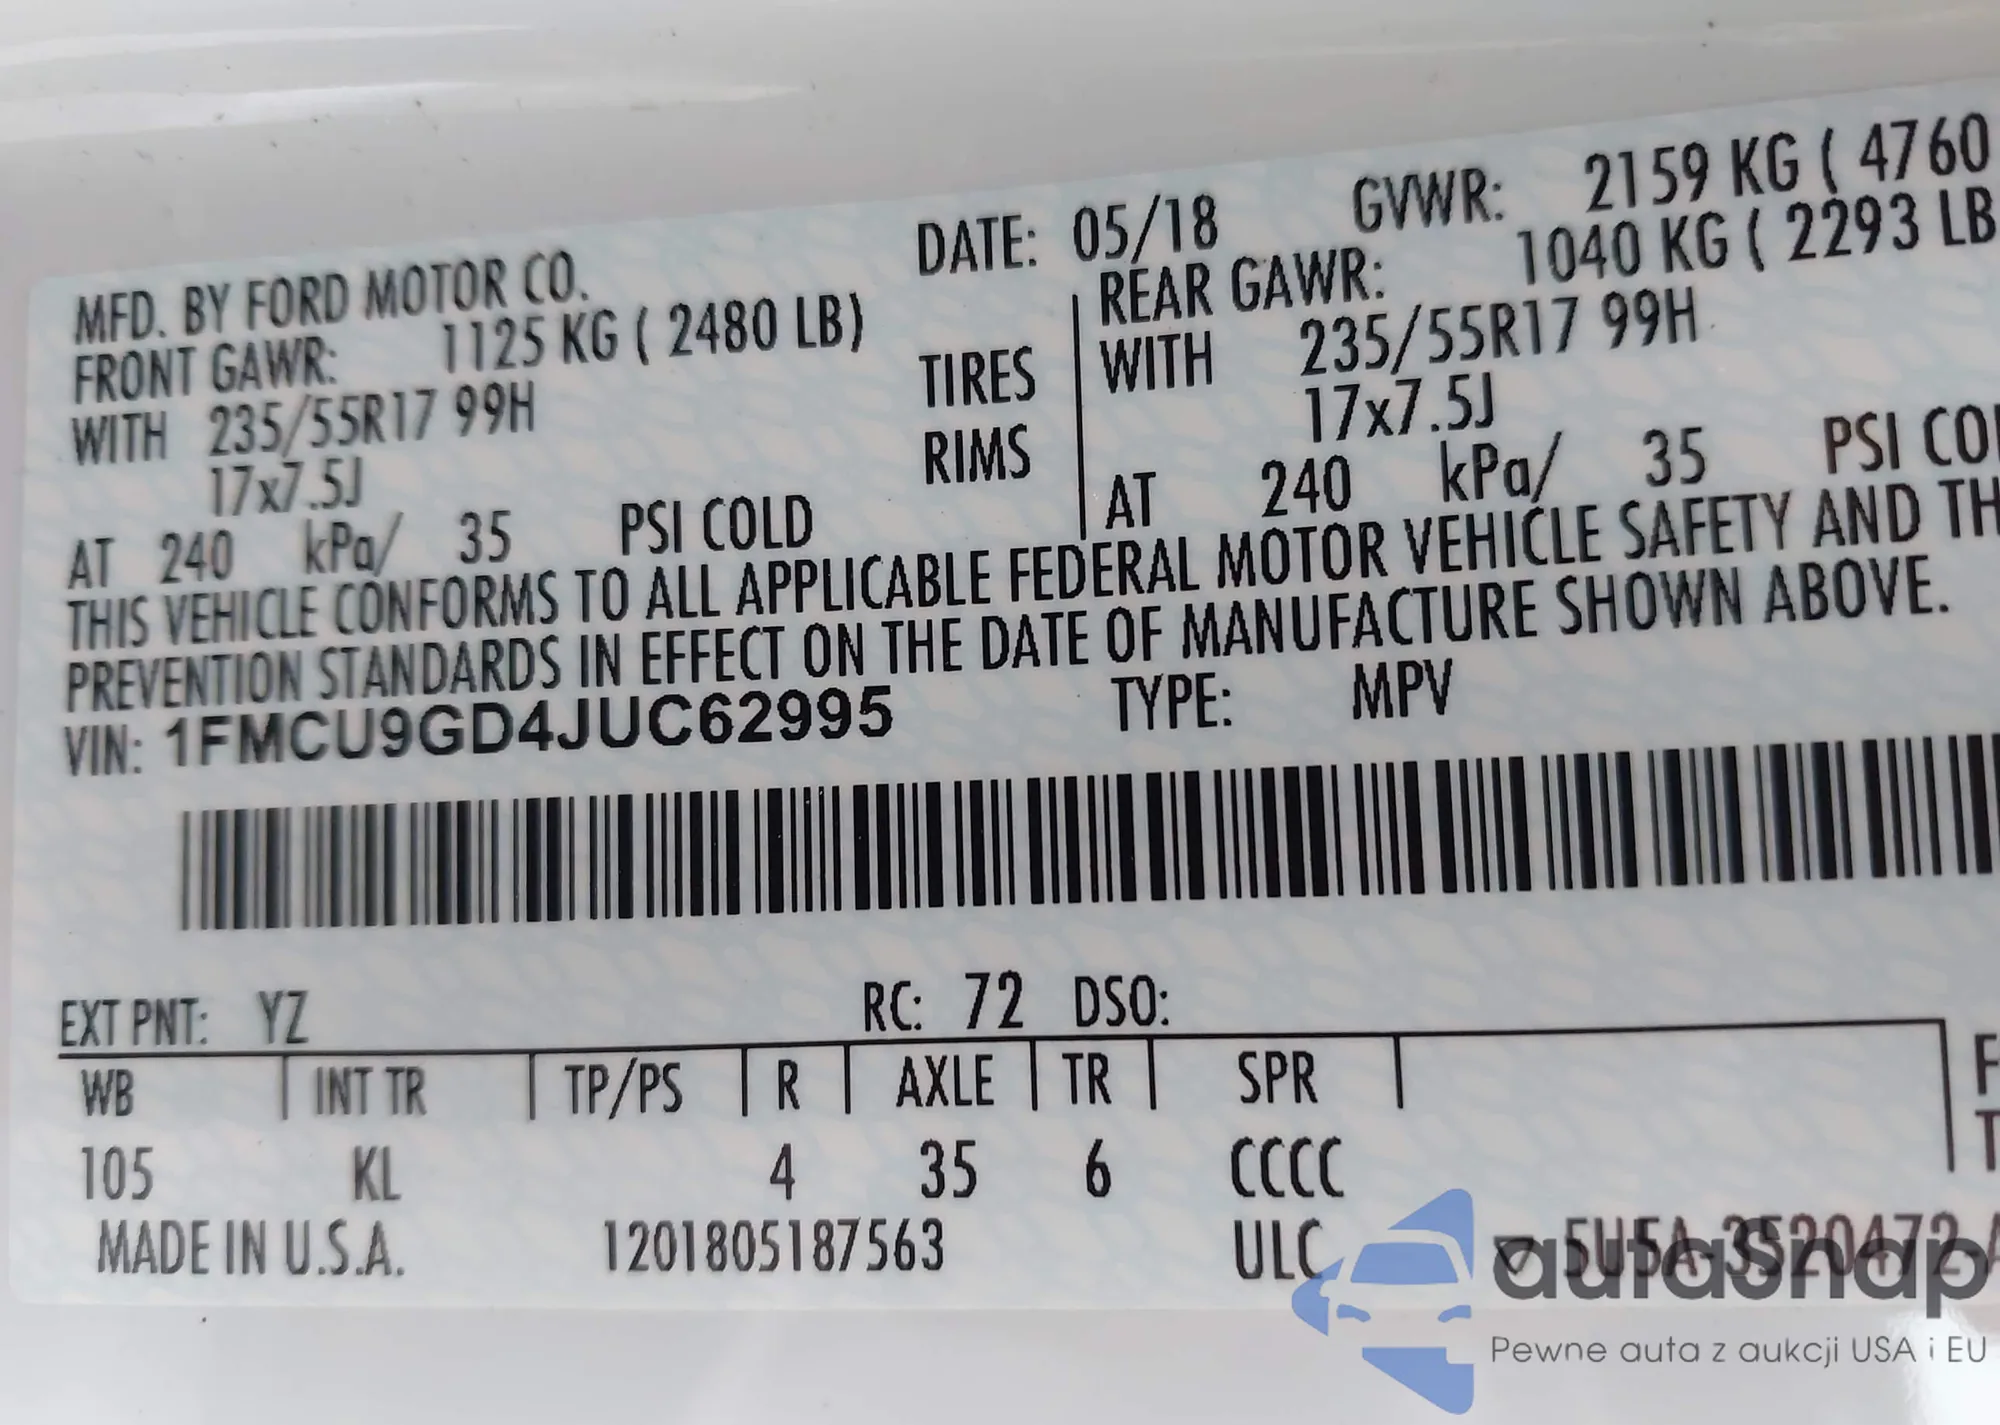 DATE: 05/18 GVWR: 2159 KG ( 4760
MFD. BY FORD MOTOR CO.
FRONT GAWR: 1125 KG ( 2480 LB) REAR GAWR: 1040 KG ( 2293 LB
WITH 235/55R17 99H TIRES WITH 235/55R17 99H
17x7.5J RIMS 17x7.5J
AT 240 kPa/ 35 PSI COLD AT 240 kPa/ 35 PSI COL
THIS VEHICLE CONFORMS TO ALL APPLICABLE FEDERAL MOTOR VEHICLE SAFETY AND TH
PREVENTION STANDARDS IN EFFECT ON THE DATE OF MANUFACTURE SHOWN ABOVE.
VIN: 1FMCU9GD4JUC62995 TYPE: MPV
EXT PNT: YZ RC: 72 DSO:
WB INT TR TP/PS R AXLE TR SPR
105 KL 4 35 6 CCCC
MADE IN U.S.A. 1201805187563 ULC 5U5A-3520472-A
autaSnap
Pewne auta z aukcji USA i EU